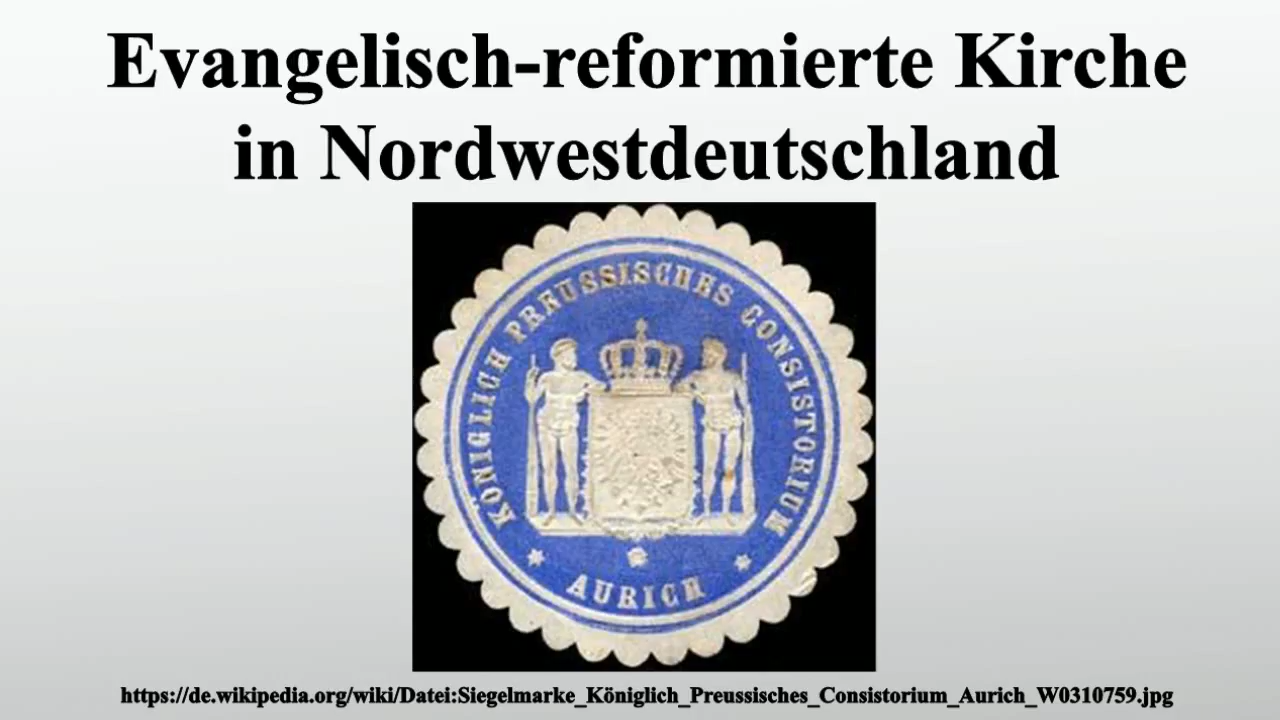 Evangelisch-reformierte Kirche
in Nordwestdeutschland
KÖNIGLICH PREUSSISCHES CONSISTORIUM
AURICH
https://de.wikipedia.org/wiki/Datei:Siegelmarke_Königlich_Preussisches_Consistorium_Aurich_W0310759.jpg